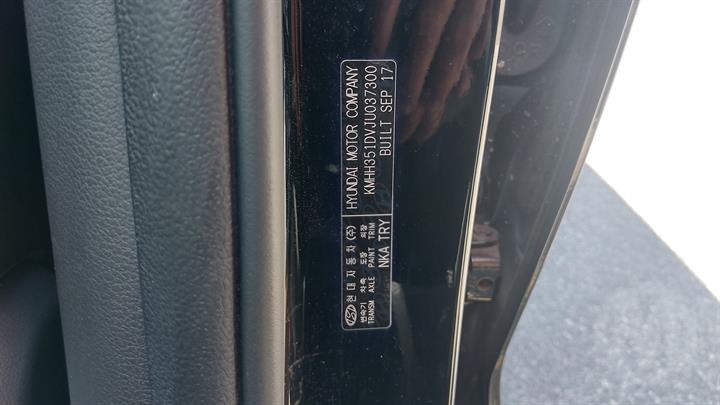 현대자동차(주) HYUNDAI MOTOR COMPANY
변속기 차축 도장 외장 KMHH351DVJU037300
TRANSM AXLE PAINT TRIM BUILT SEP 17
NKA TRY